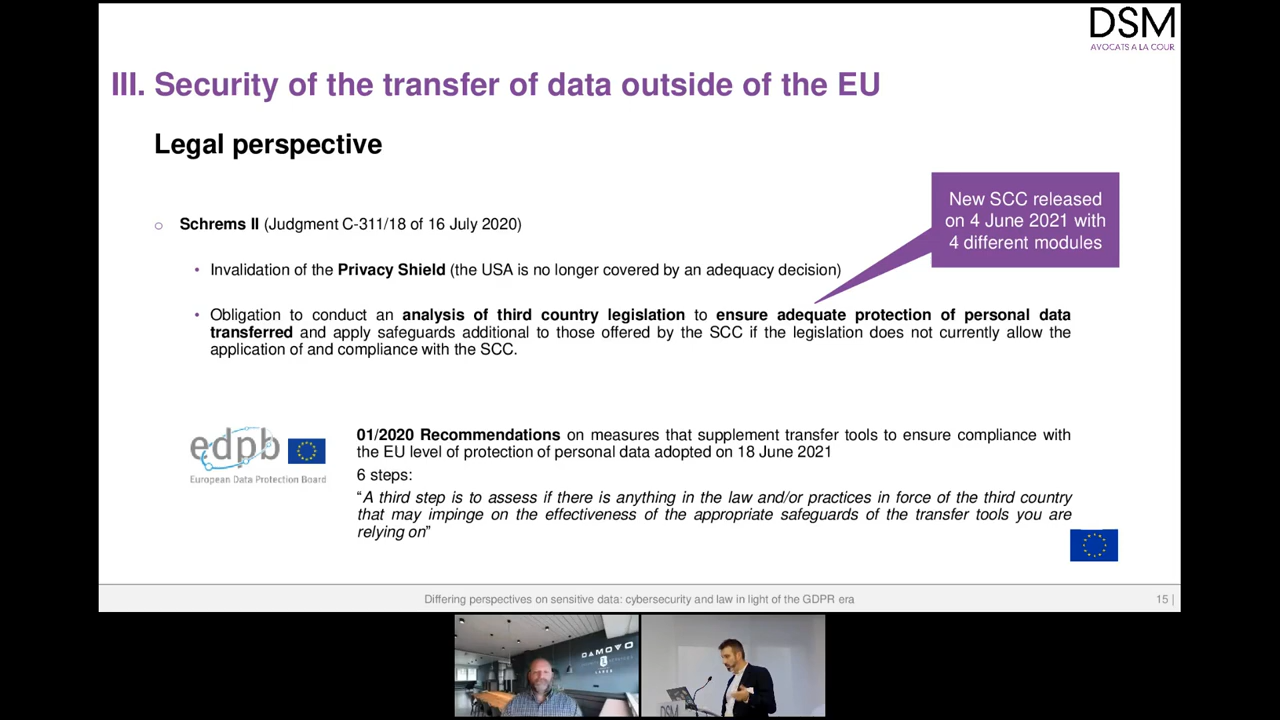 DSM
AVOCATS A LA COUR
III. Security of the transfer of data outside of the EU
Legal perspective
New SCC released
on 4 June 2021 with
4 different modules
Schrems II (Judgment C-311/18 of 16 July 2020)
Invalidation of the Privacy Shield (the USA is no longer covered by an adequacy decision)
Obligation to conduct an analysis of third country legislation to ensure adequate protection of personal data
transferred and apply safeguards additional to those offered by the SCC if the legislation does not currently allow the
application of and compliance with the SCC.
edpb
European Data Protection Board
01/2020 Recommendations on measures that supplement transfer tools to ensure compliance with
the EU level of protection of personal data adopted on 18 June 2021
6 steps:
“A third step is to assess if there is anything in the law and/or practices in force of the third country
that may impinge on the effectiveness of the appropriate safeguards of the transfer tools you are
relying on”
Differing perspectives on sensitive data: cybersecurity and law in light of the GDPR era
15 |
DAMOVO
DSM